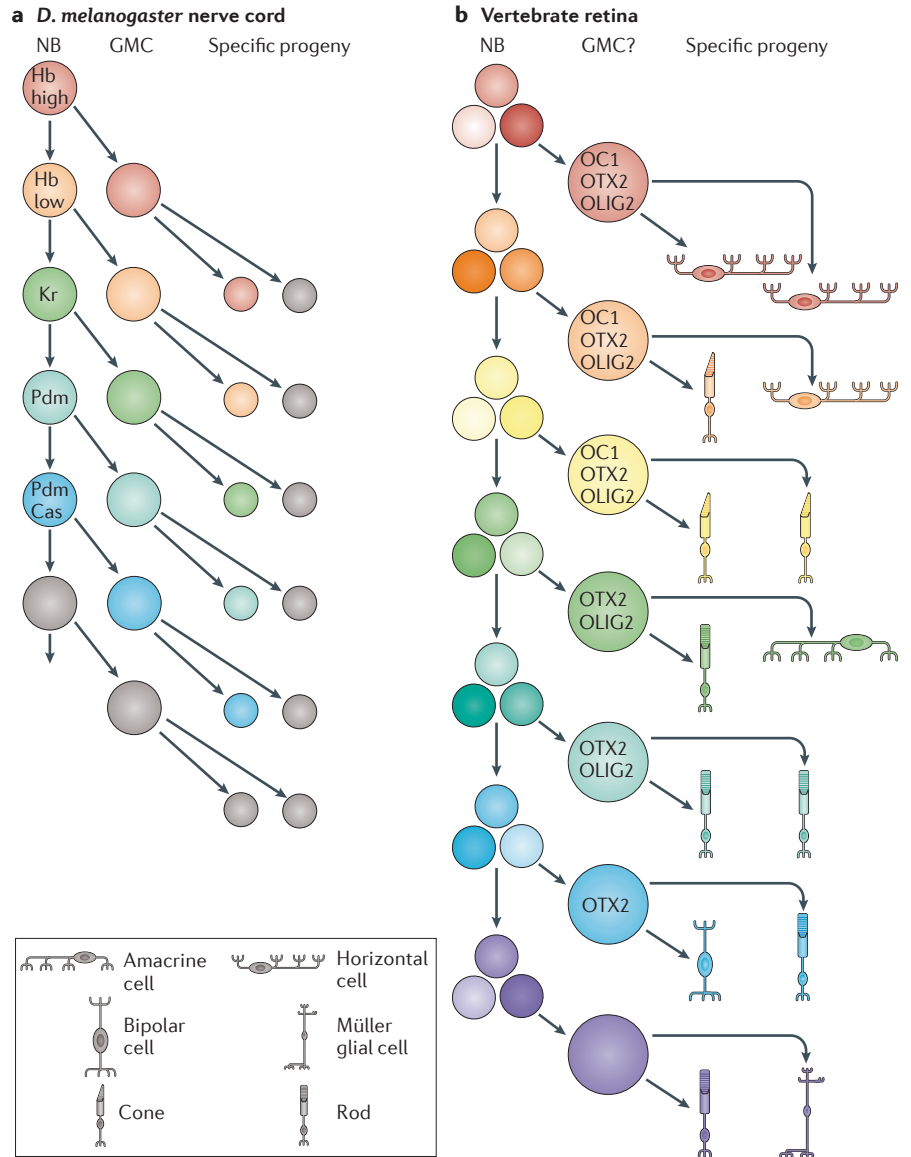 a D. melanogaster nerve cord
NB GMC Specific progeny
Hb
high
Hb
low
Kr
Pdm
Pdm
Cas
b Vertebrate retina
NB GMC? Specific progeny
OC1
OTX2
OLIG2
OC1
OTX2
OLIG2
OC1
OTX2
OLIG2
OTX2
OLIG2
OTX2
OLIG2
OTX2
Amacrine
cell
Horizontal
cell
Bipolar
cell
Müller
glial cell
Cone
Rod